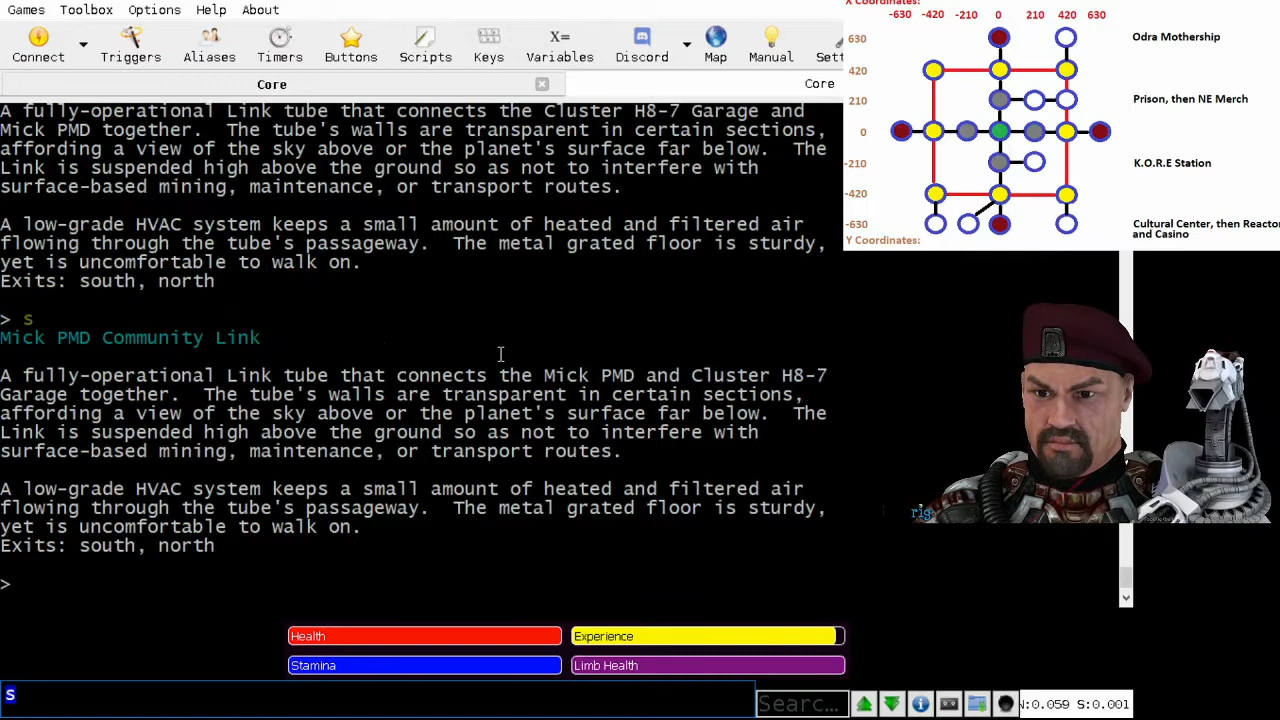 Games Toolbox Options Help About
Connect Triggers Aliases Timers Buttons Scripts Keys Variables Discord Map Manual
X=
Core
Core
A fully-operational Link tube that connects the Cluster H8-7 Garage and
Mick PMD together.  The tube's walls are transparent in certain sections,
affording a view of the sky above or the planet's surface far below.  The
Link is suspended high above the ground so as not to interfere with
surface-based mining, maintenance, or transport routes.
A low-grade HVAC system keeps a small amount of heated and filtered air
flowing through the tube's passageway.  The metal grated floor is sturdy,
yet is uncomfortable to walk on.
Exits: south, north
> s
Mick PMD Community Link
A fully-operational Link tube that connects the Mick PMD and Cluster H8-7
Garage together.  The tube's walls are transparent in certain sections,
affording a view of the sky above or the planet's surface far below.  The
Link is suspended high above the ground so as not to interfere with
surface-based mining, maintenance, or transport routes.
A low-grade HVAC system keeps a small amount of heated and filtered air
flowing through the tube's passageway.  The metal grated floor is sturdy,
yet is uncomfortable to walk on.
Exits: south, north
>
Health
Experience
Stamina
Limb Health
s
Searc...
S:0.001
X Coordinates:
-630 -420 -210 0 210 420 630
630
Odra Mothership
420
210
Prison, then NE Merch
0
-210
K.O.R.E Station
-420
-630
Cultural Center, then
and Casino
Y Coordinates: